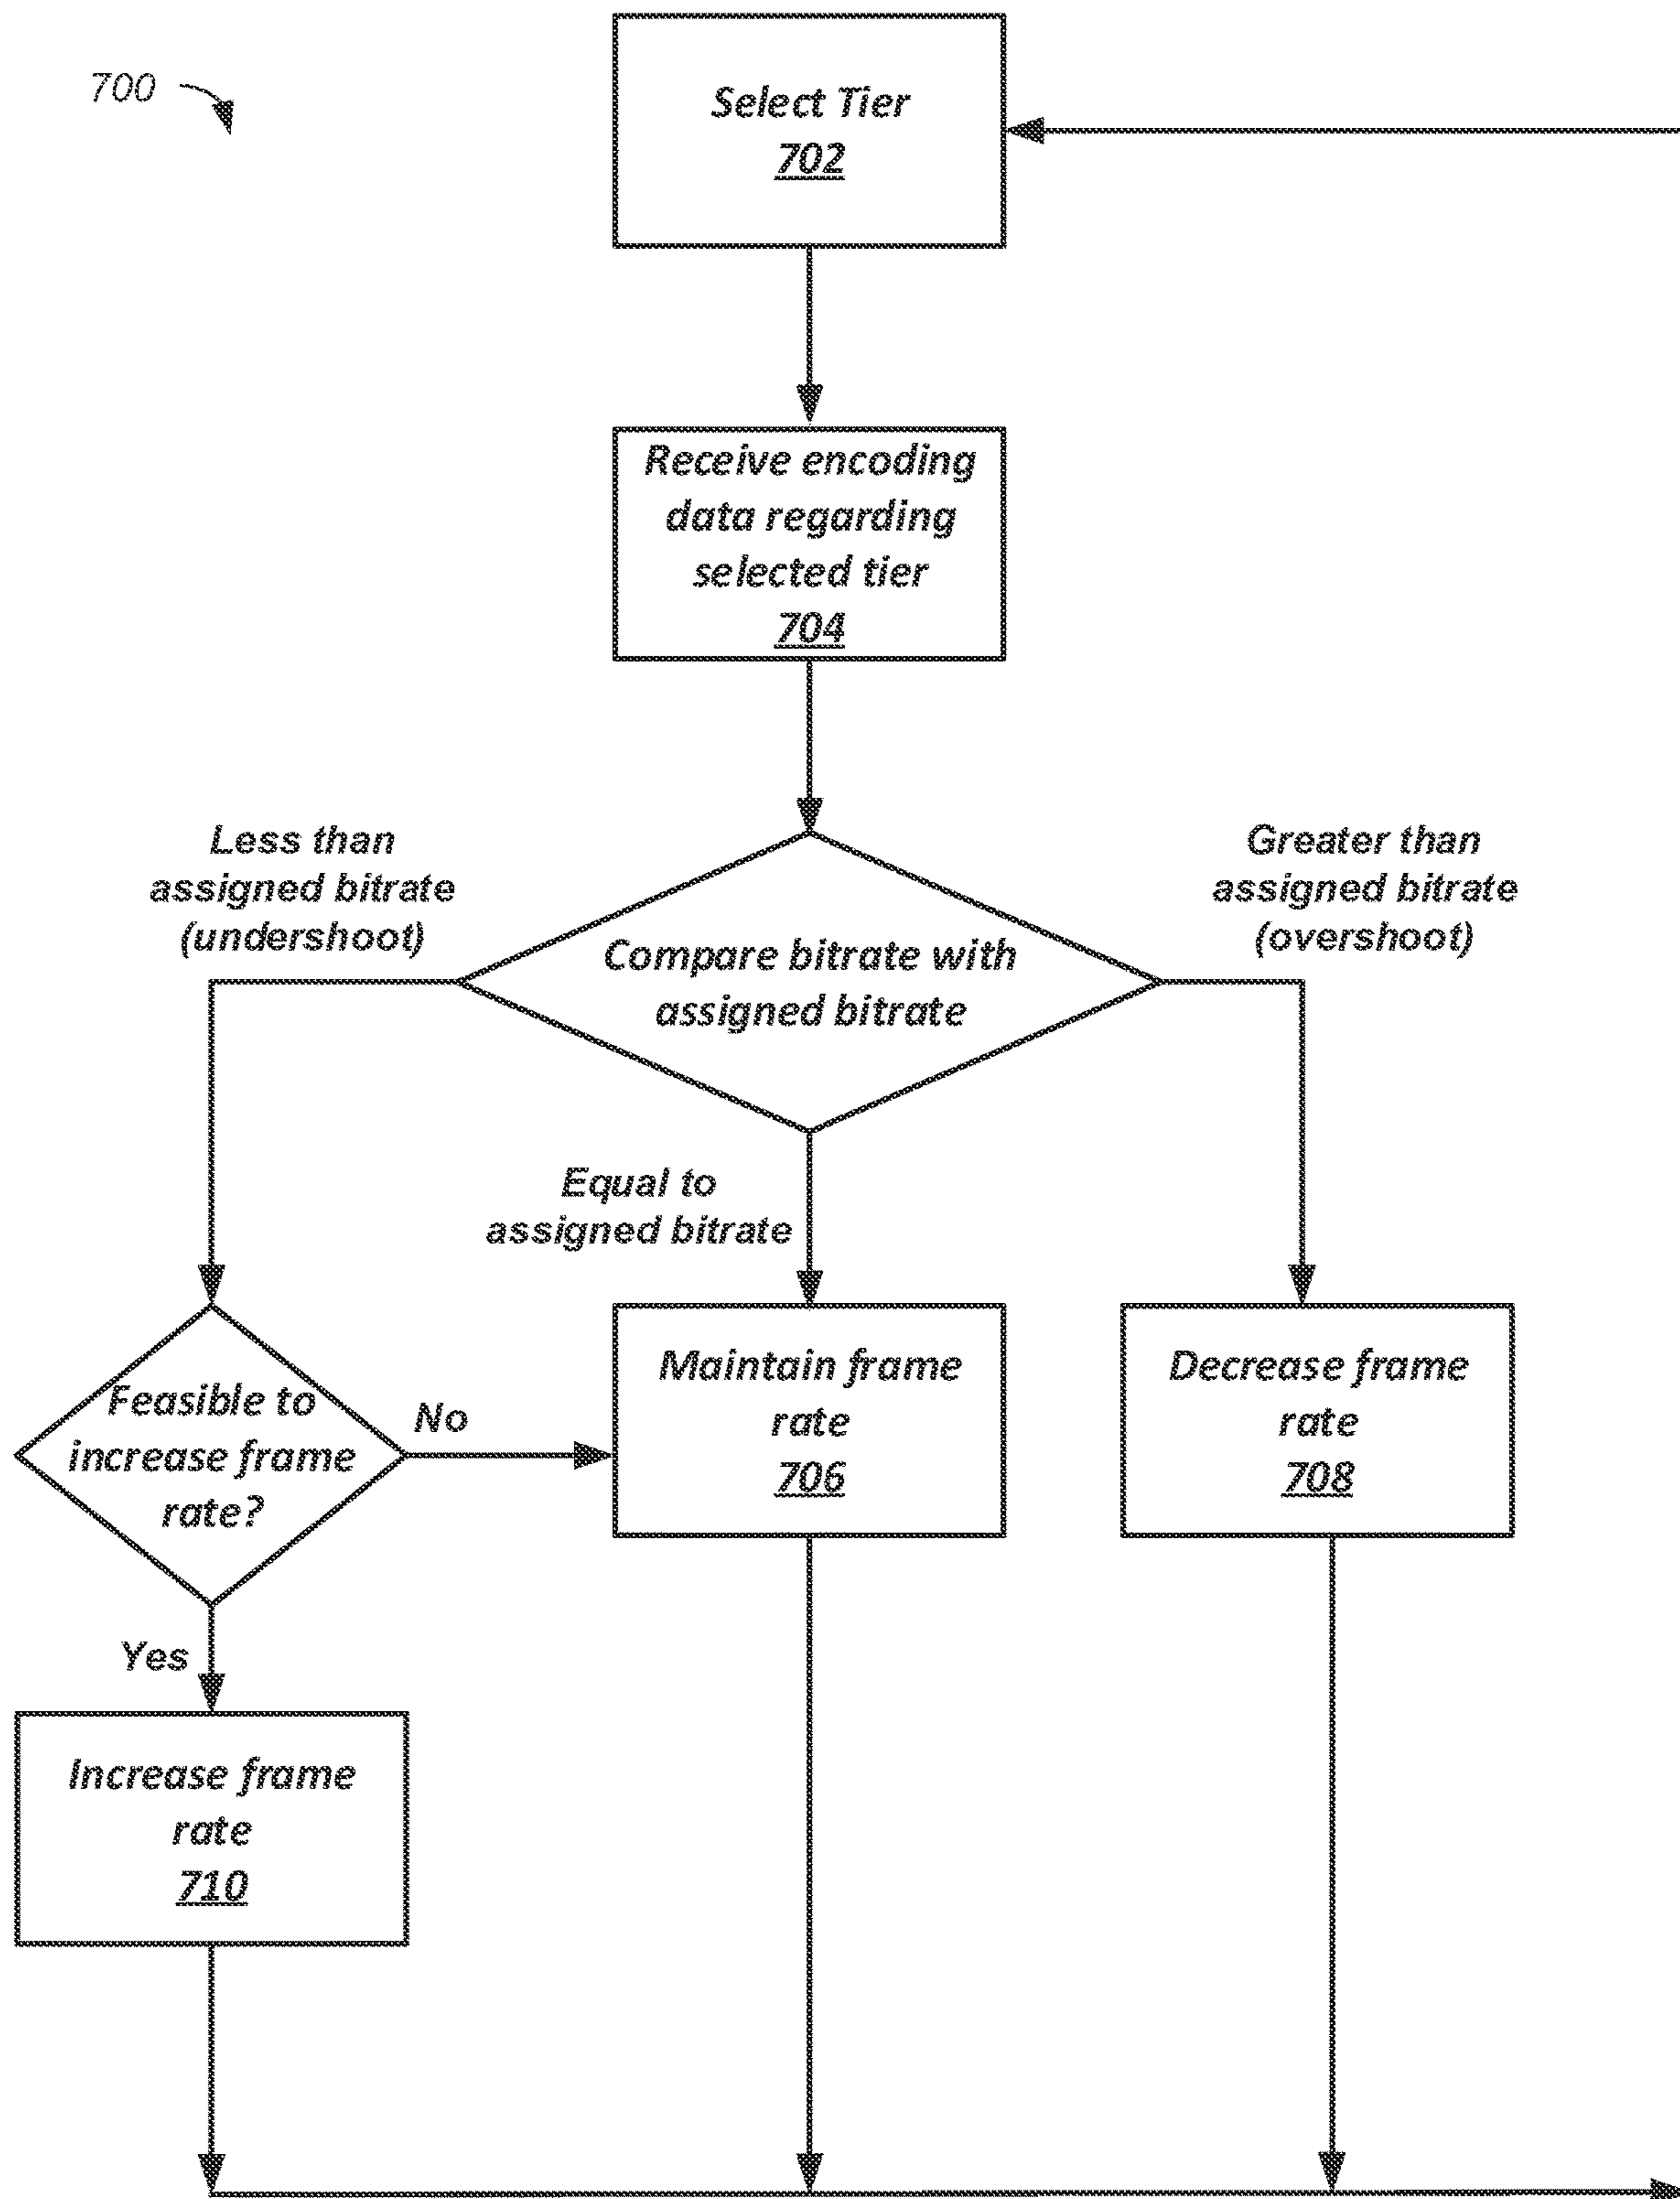 700
Select Tier
702
Receive encoding
data regarding
selected tier
704
Less than
assigned bitrate
(undershoot)
Greater than
assigned bitrate
(overshoot)
Compare bitrate with
assigned bitrate
Equal to
assigned bitrate
Feasible to
increase frame
rate?
No
Maintain frame
rate
706
Decrease frame
rate
708
Yes
Increase frame
rate
710